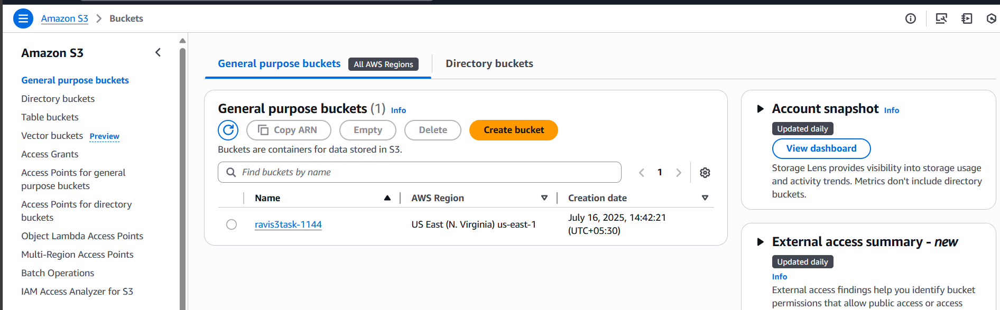 Amazon S3 > Buckets
Amazon S3
General purpose buckets
Directory buckets
Table buckets
Vector buckets Preview
Access Grants
Access Points for general
purpose buckets
Access Points for directory
buckets
Object Lambda Access Points
Multi-Region Access Points
Batch Operations
IAM Access Analyzer for S3
General purpose buckets All AWS Regions Directory buckets
General purpose buckets (1) Info
Copy ARN Empty Delete Create bucket
Buckets are containers for data stored in S3.
Find buckets by name
1
Name AWS Region Creation date
ravis3task-1144 US East (N. Virginia) us-east-1 July 16, 2025, 14:42:21
(UTC+05:30)
Account snapshot Info
Updated daily
View dashboard
Storage Lens provides visibility into storage usage
and activity trends. Metrics don't include directory
buckets.
External access summary - new
Updated daily
Info
External access findings help you identify bucket
permissions that allow public access or access